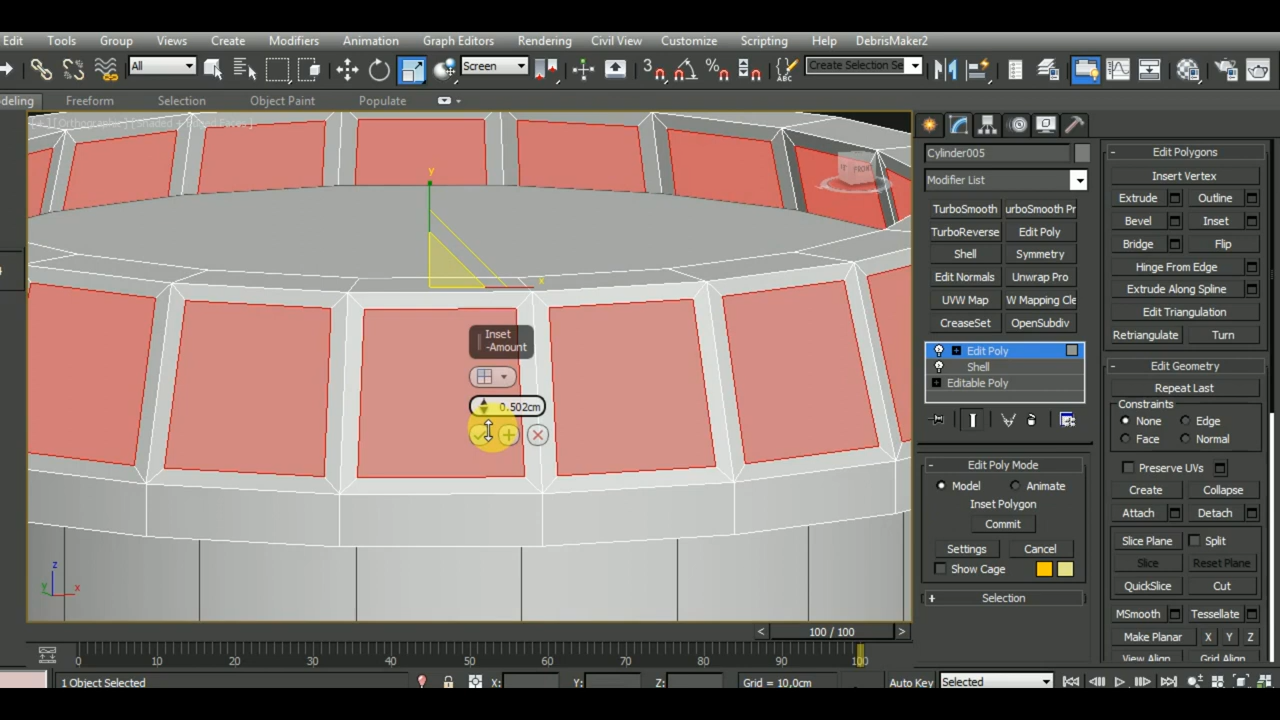 Edit Tools Group Views Create Modifiers Animation Graph Editors Rendering Civil View Customize Scripting Help DebrisMaker2
All Screen 3 Create Selection Se
deling Freeform Selection Object Paint Populate
Cylinder005
Modifier List
TurboSmooth urboSmooth Pr
TurboReverse Edit Poly
Shell Symmetry
Edit Normals Unwrap Pro
UVW Map W Mapping Cle
CreaseSet OpenSubdiv
Edit Poly
Shell
Editable Poly
Edit Poly Mode
Model Animate
Inset Polygon
Commit
Settings Cancel
Show Cage
Selection
Edit Polygons
Insert Vertex
Extrude Outline
Bevel Inset
Bridge Flip
Hinge From Edge
Extrude Along Spline
Edit Triangulation
Retriangulate Turn
Edit Geometry
Repeat Last
Constraints
None Edge
Face Normal
Preserve UVs
Create Collapse
Attach Detach
Slice Plane Split
Slice Reset Plane
QuickSlice Cut
MSmooth Tessellate
Make Planar X Y Z
View Align Grid Align
y
x
FRONT
Inset
-Amount
0.502cm
z
y x
< 100 / 100 >
0 10 20 30 40 50 60 70 80 90 100
1 Object Selected X: Y: Z: Grid = 10,0cm Auto Key Selected